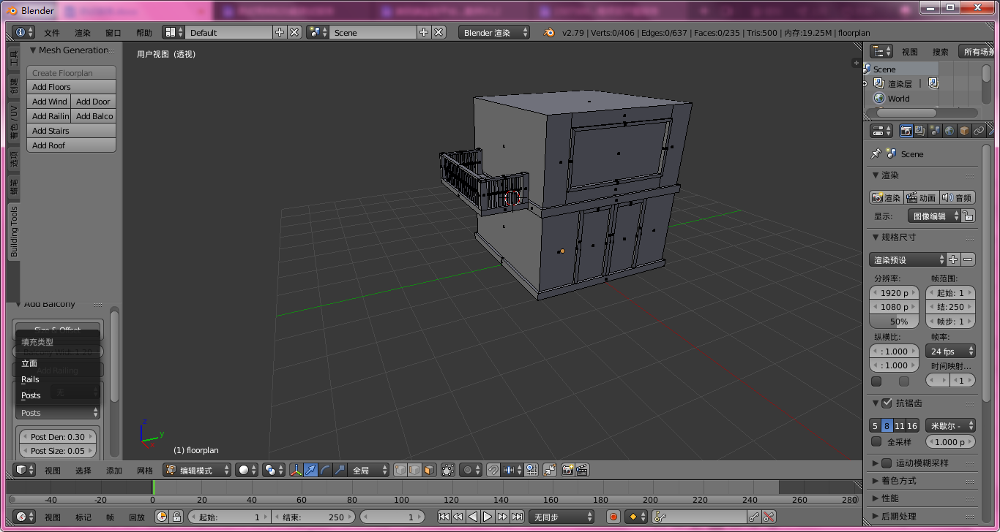 Blender
文件 渲染 窗口 帮助 Default Scene Blender 渲染 v2.79 | Verts:0/406 | Edges:0/637 | Faces:0/235 | Tris:500 | 内存:19.25M | floorplan
工具
创建
着色 / UV
选项
蜡笔
Building Tools
Mesh Generation
Create Floorplan
Add Floors
Add Wind Add Door
Add Railin Add Balco
Add Stairs
Add Roof
Add Balcony
Size & Offset
填充类型
Balcony Widt: 1.20
立面
Add Railing
Rails
Posts 无
Posts
Post Den: 0.30
Post Size: 0.05
用户视图 (透视)
z
y
(1) floorplan
视图 选择 添加 网格 编辑模式 全局
-40 -20 0 20 40 60 80 100 120 140 160 180 200 220 240 260 280
视图 标记 帧 回放 起始: 1 结束: 250 1 无同步
视图 搜索 所有场景
Scene
渲染层
World
Scene
渲染
渲染 动画 音频
显示: 图像编辑
规格尺寸
渲染预设
分辨率: 帧范围:
1920 p 起始: 1
1080 p 结:250
50% 帧步: 1
纵横比: 帧率:
: 1.000 24 fps
: 1.000 时间映射...
1
抗锯齿
5 8 11 16 米歇尔 -
全采样 1.000 p
运动模糊采样
着色方式
性能
后期处理